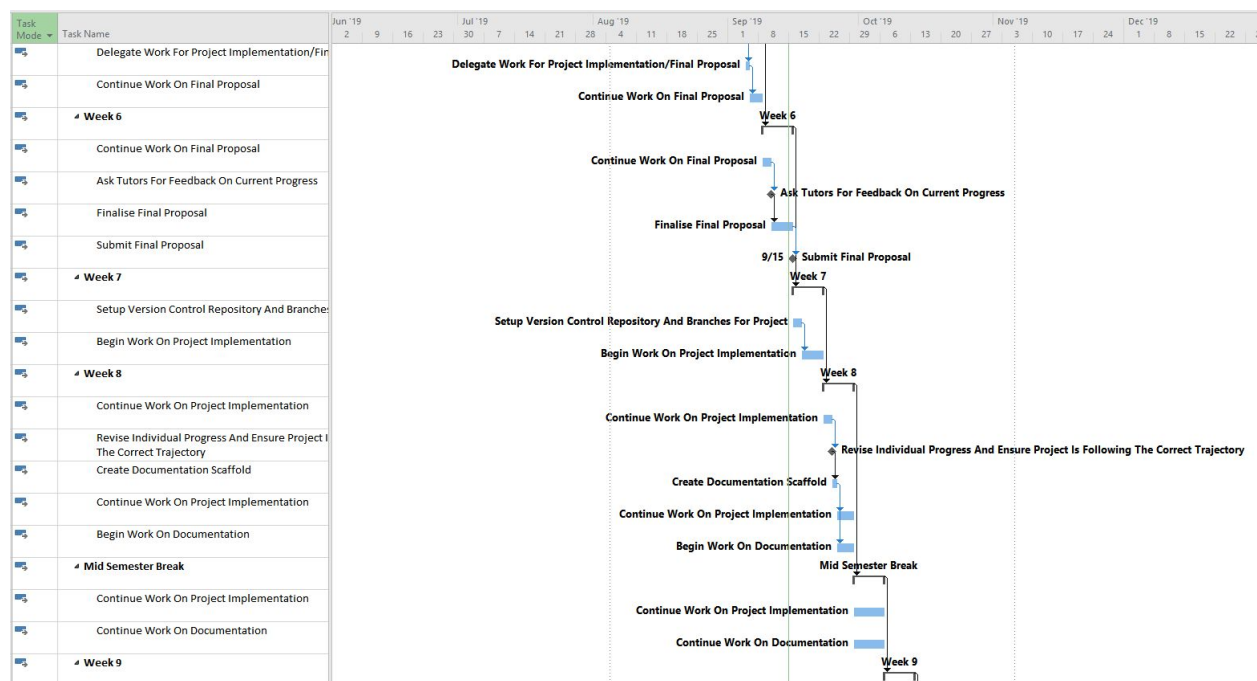 Task Mode
Task Name
Jun '19 Jul '19 Aug '19 Sep '19 Oct '19 Nov '19 Dec '19
2 9 16 23 30 7 14 21 28 4 11 18 25 1 8 15 22 29 6 13 20 27 3 10 17 24 1 8 15 22
Delegate Work For Project Implementation/Fin
Delegate Work For Project Implementation/Final Proposal
Continue Work On Final Proposal
Continue Work On Final Proposal
Week 6
Week 6
Continue Work On Final Proposal
Continue Work On Final Proposal
Ask Tutors For Feedback On Current Progress
Ask Tutors For Feedback On Current Progress
Finalise Final Proposal
Finalise Final Proposal
Submit Final Proposal
9/15 Submit Final Proposal
Week 7
Week 7
Setup Version Control Repository And Branches
Setup Version Control Repository And Branches For Project
Begin Work On Project Implementation
Begin Work On Project Implementation
Week 8
Week 8
Continue Work On Project Implementation
Continue Work On Project Implementation
Revise Individual Progress And Ensure Project I
The Correct Trajectory
Revise Individual Progress And Ensure Project Is Following The Correct Trajectory
Create Documentation Scaffold
Create Documentation Scaffold
Continue Work On Project Implementation
Continue Work On Project Implementation
Begin Work On Documentation
Begin Work On Documentation
Mid Semester Break
Mid Semester Break
Continue Work On Project Implementation
Continue Work On Project Implementation
Continue Work On Documentation
Continue Work On Documentation
Week 9
Week 9